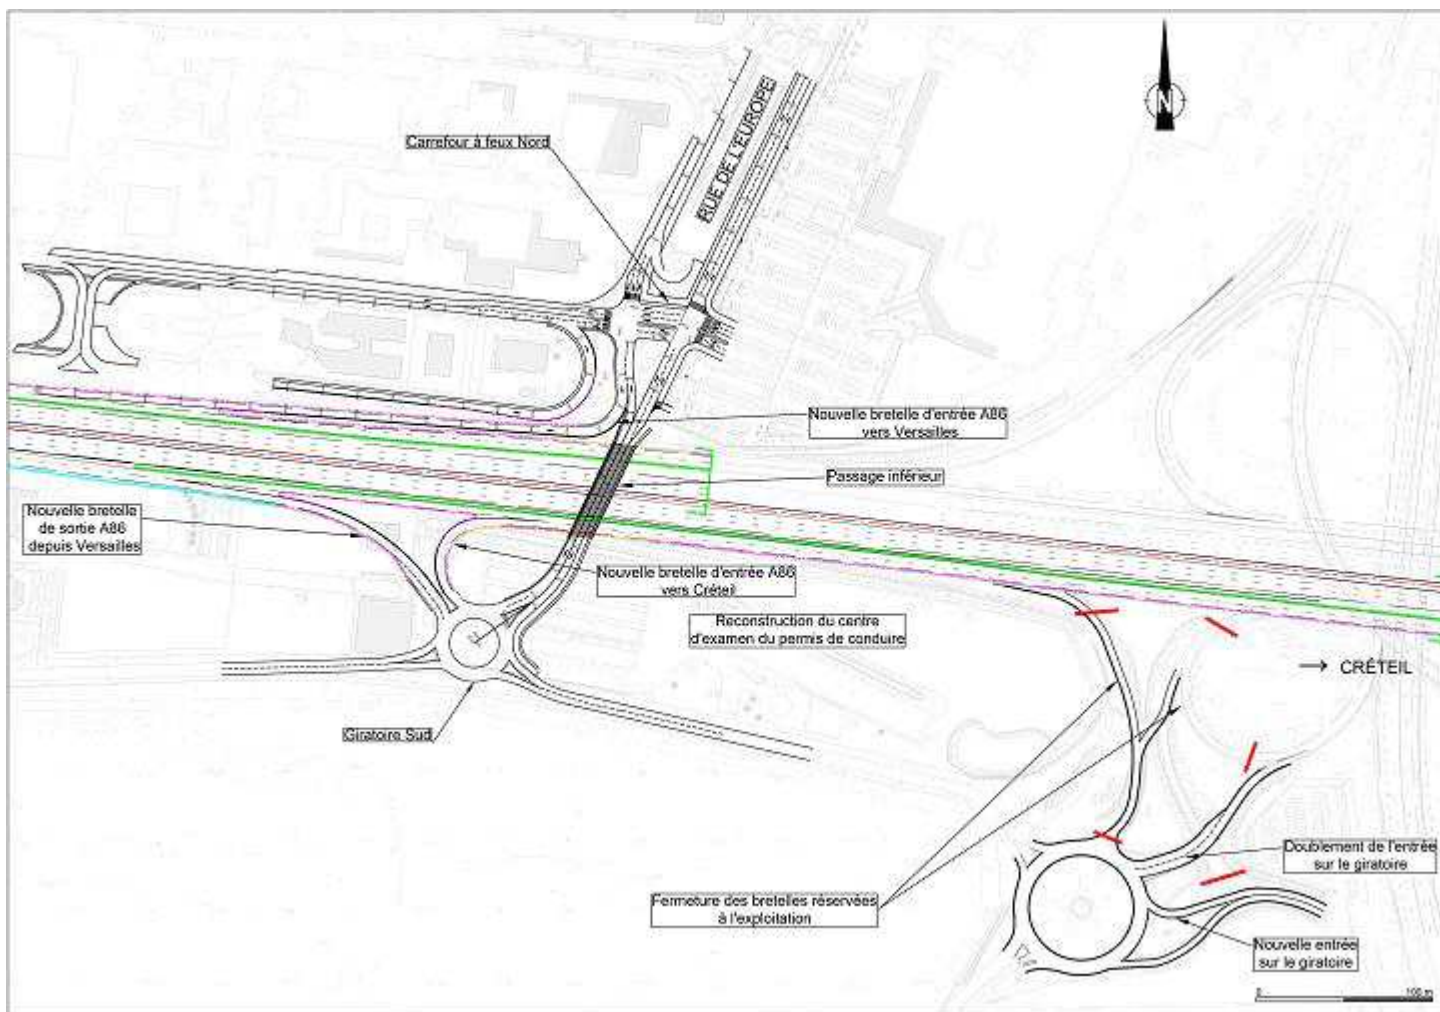 N
Carrefour à feux Nord
RUE DE L'EUROPE
Nouvelle bretelle d'entrée A86
vers Versailles
Passage inférieur
Nouvelle bretelle
de sortie A86
depuis Versailles
Nouvelle bretelle d'entrée A86
vers Créteil
Reconstruction du centre
d'examen du permis de conduire
→ CRÉTEIL
Giratoire Sud
Doublement de l'entrée
sur le giratoire
Fermeture des bretelles réservées
à l'exploitation
Nouvelle entrée
sur le giratoire
0 100 m